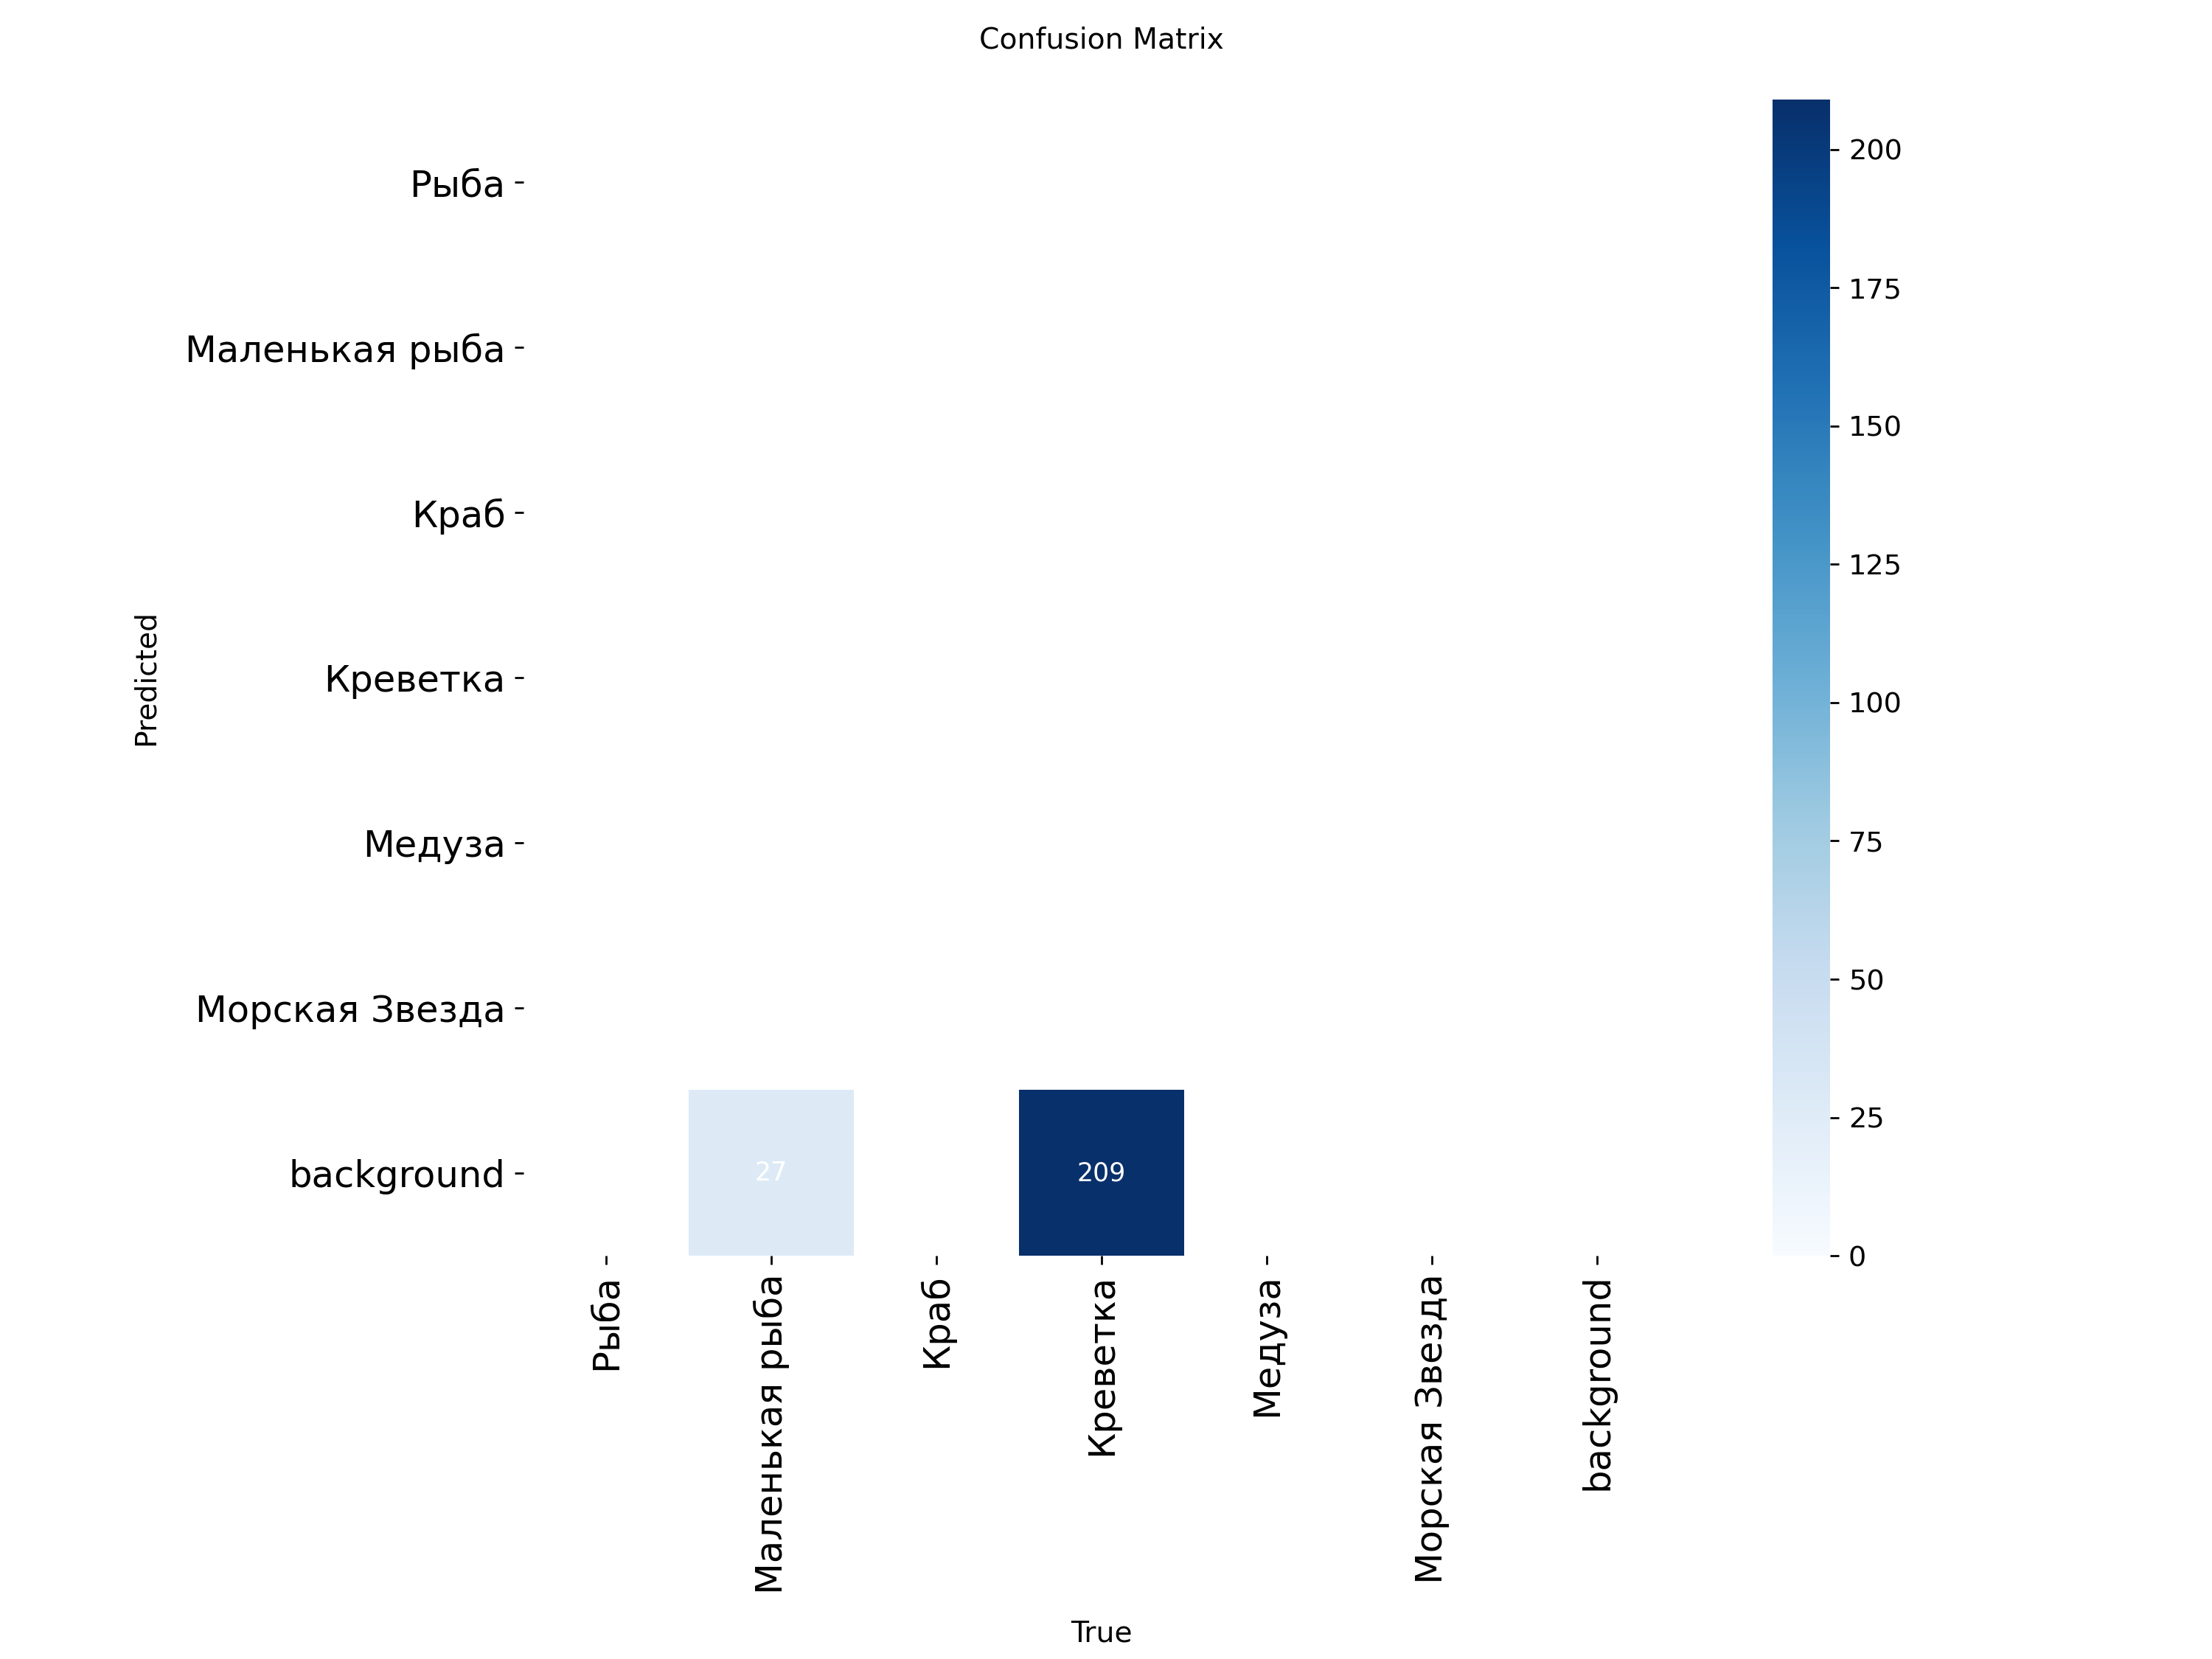 Confusion Matrix
Рыба
Маленькая рыба
Краб
Креветка
Медуза
Морская Звезда
background
Predicted
27
209
200
175
150
125
100
75
50
25
0
Рыба
Маленькая рыба
Краб
Креветка
Медуза
Морская Звезда
background
True